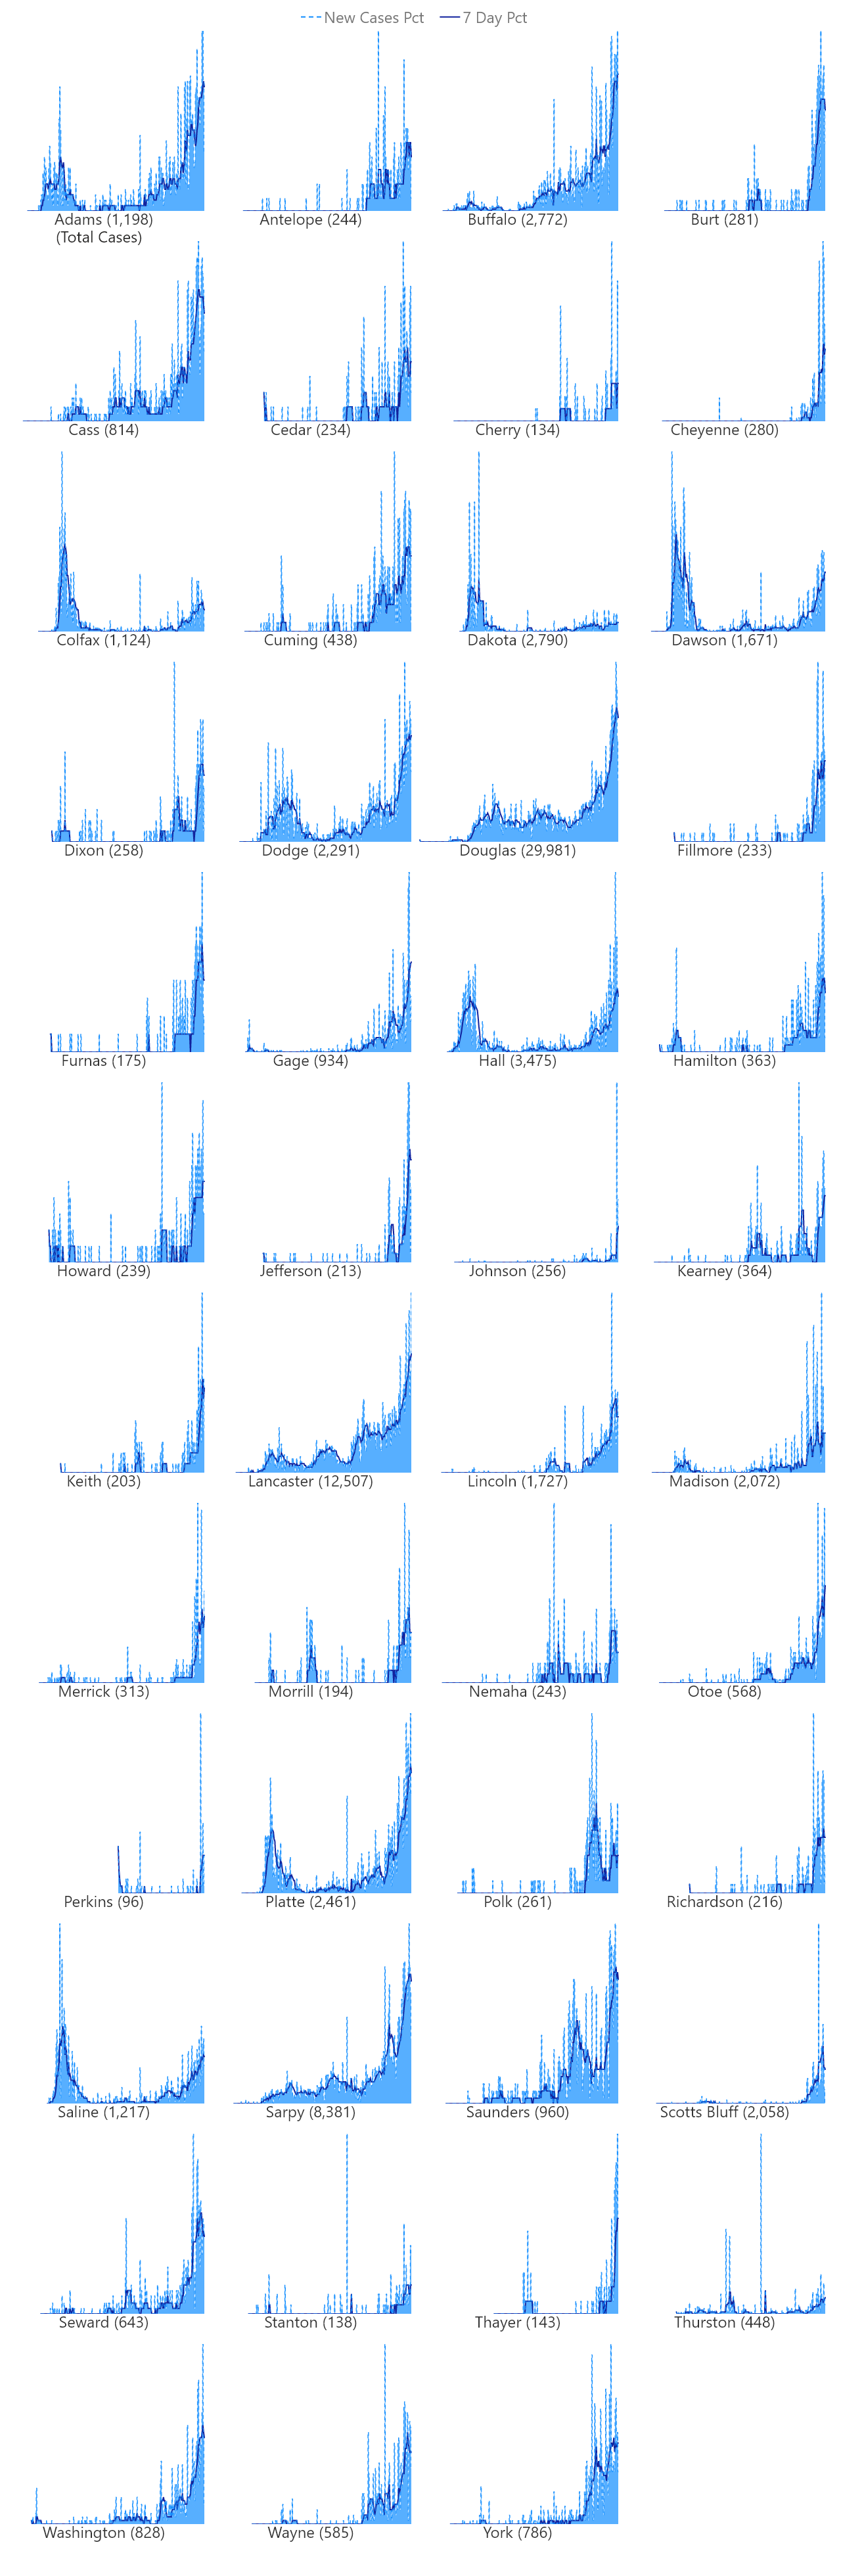 New Cases Pct 7 Day Pct
Adams (1,198) Antelope (244) Buffalo (2,772) Burt (281)
(Total Cases)
Cass (814) Cedar (234) Cherry (134) Cheyenne (280)
Colfax (1,124) Cuming (438) Dakota (2,790) Dawson (1,671)
Dixon (258) Dodge (2,291) Douglas (29,981) Fillmore (233)
Furnas (175) Gage (934) Hall (3,475) Hamilton (363)
Howard (239) Jefferson (213) Johnson (256) Kearney (364)
Keith (203) Lancaster (12,507) Lincoln (1,727) Madison (2,072)
Merrick (313) Morrill (194) Nemaha (243) Otoe (568)
Perkins (96) Platte (2,461) Polk (261) Richardson (216)
Saline (1,217) Sarpy (8,381) Saunders (960) Scotts Bluff (2,058)
Seward (643) Stanton (138) Thayer (143) Thurston (448)
Washington (828) Wayne (585) York (786)